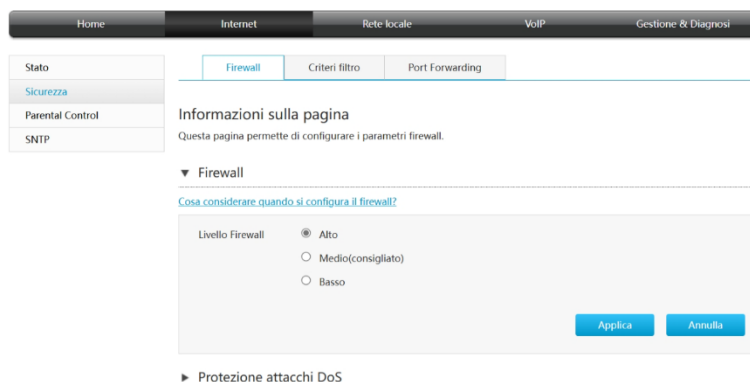 Home Internet Rete locale VoIP Gestione & Diagnosi
Stato
Sicurezza
Parental Control
SNTP
Firewall Criteri filtro Port Forwarding
Informazioni sulla pagina
Questa pagina permette di configurare i parametri firewall.
Firewall
Cosa considerare quando si configura il firewall?
Livello Firewall Alto
Medio(consigliato)
Basso
Applica Annulla
Protezione attacchi DoS